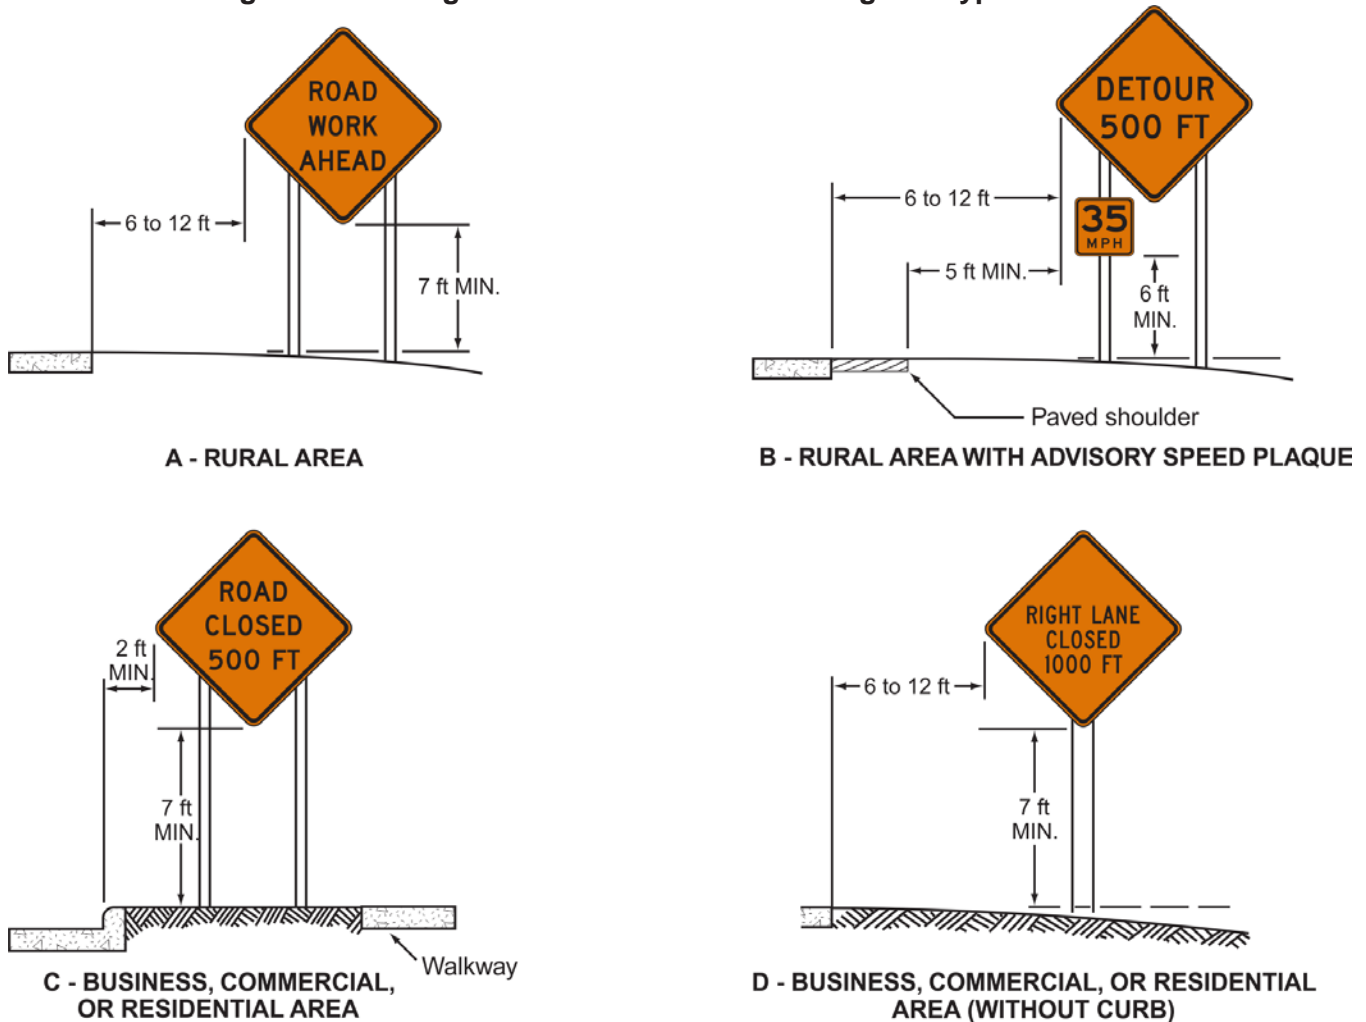 ROAD
WORK
AHEAD
6 to 12 ft
7 ft MIN.
A - RURAL AREA
DETOUR
500 FT
6 to 12 ft
35
MPH
5 ft MIN.
6 ft
MIN.
Paved shoulder
B - RURAL AREA WITH ADVISORY SPEED PLAQUE
ROAD
CLOSED
500 FT
2 ft
MIN.
7 ft
MIN.
Walkway
C - BUSINESS, COMMERCIAL,
OR RESIDENTIAL AREA
RIGHT LANE
CLOSED
1000 FT
6 to 12 ft
7 ft
MIN.
D - BUSINESS, COMMERCIAL, OR RESIDENTIAL
AREA (WITHOUT CURB)